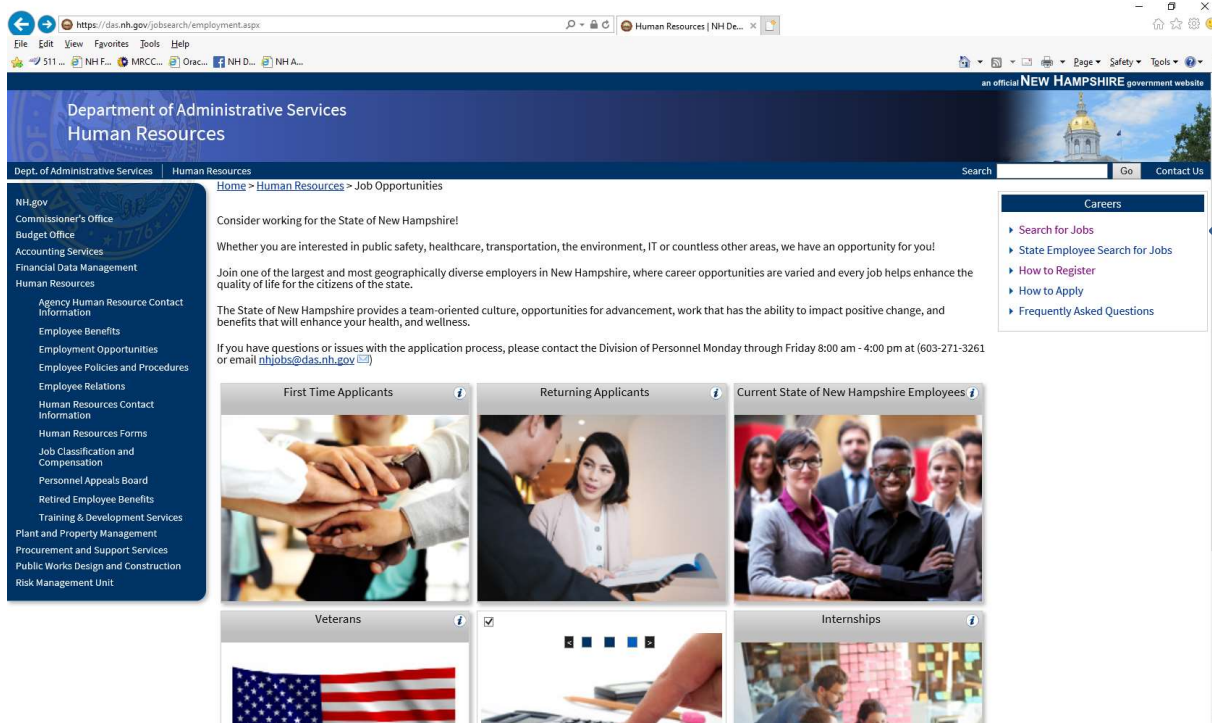 https://das.nh.gov/jobsearch/employment.aspx
Human Resources | NH De...
File Edit View Favorites Tools Help
511 ... NH F... MRCC... Orac... NH D... NH A...
Page Safety Tools
an official NEW HAMPSHIRE government website
Department of Administrative Services
Human Resources
Dept. of Administrative Services | Human Resources
Search Go Contact Us
NH.gov
Commissioner's Office
Budget Office
Accounting Services
Financial Data Management
Human Resources
Agency Human Resource Contact
Information
Employee Benefits
Employment Opportunities
Employee Policies and Procedures
Employee Relations
Human Resources Contact
Information
Human Resources Forms
Job Classification and
Compensation
Personnel Appeals Board
Retired Employee Benefits
Training & Development Services
Plant and Property Management
Procurement and Support Services
Public Works Design and Construction
Risk Management Unit
Home > Human Resources > Job Opportunities
Consider working for the State of New Hampshire!
Whether you are interested in public safety, healthcare, transportation, the environment, IT or countless other areas, we have an opportunity for you!
Join one of the largest and most geographically diverse employers in New Hampshire, where career opportunities are varied and every job helps enhance the
quality of life for the citizens of the state.
The State of New Hampshire provides a team-oriented culture, opportunities for advancement, work that has the ability to impact positive change, and
benefits that will enhance your health, and wellness.
If you have questions or issues with the application process, please contact the Division of Personnel Monday through Friday 8:00 am - 4:00 pm at (603-271-3261
or email nhjobs@das.nh.gov)
First Time Applicants
Returning Applicants
Current State of New Hampshire Employees
Veterans
Internships
Careers
Search for Jobs
State Employee Search for Jobs
How to Register
How to Apply
Frequently Asked Questions
1776